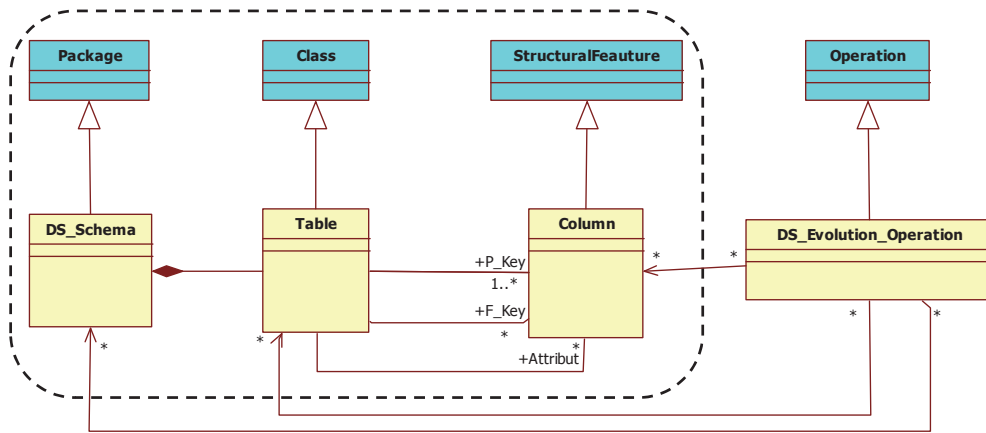 Package
Class
StructuralFeauture
Operation
DS_Schema
Table
Column
DS_Evolution_Operation
+P_Key
1..*
*
*
+F_Key
*
*
*
*
*
+Attribut
*